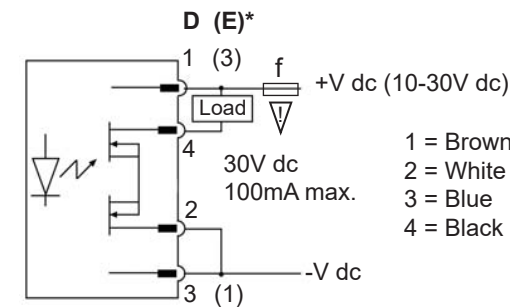 D (E)*
1 (3)
f
+V dc (10-30V dc)
Load
!
4
30V dc
100mA max.
1 = Brown
2 = White
3 = Blue
4 = Black
2
-V dc
3 (1)